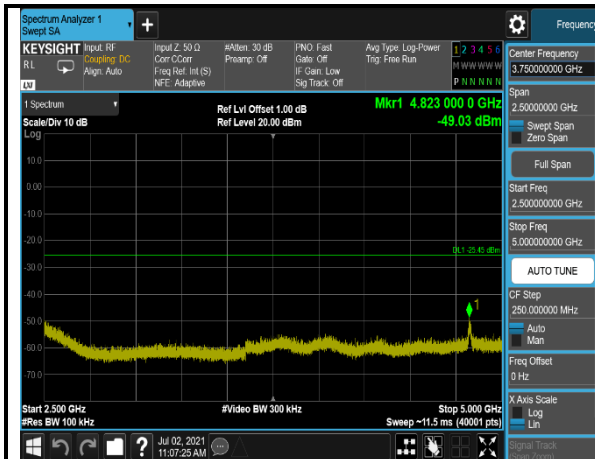 Spectrum Analyzer 1
Swept SA
+
Frequency
KEYSIGHT
RL
LXI
Input: RF
Coupling: DC
Align: Auto
Input Z: 50 Ω
Corr CCorr
Freq Ref: Int (S)
NFE: Adaptive
#Atten: 30 dB
Preamp: Off
PNO: Fast
Gate: Off
IF Gain: Low
Sig Track: Off
Avg Type: Log-Power
Trig: Free Run
1 2 3 4 5 6
M W W W W W
P N N N N N
1 Spectrum
Scale/Div 10 dB
Log
Ref Lvl Offset 1.00 dB
Ref Level 20.00 dBm
Mkr1 4.823 000 0 GHz
-49.03 dBm
10.0
0.00
-10.0
-20.0
-30.0
-40.0
-50.0
-60.0
-70.0
DL1 -25.45 dBm
1
Start 2.500 GHz
#Res BW 100 kHz
#Video BW 300 kHz
Stop 5.000 GHz
Sweep ~11.5 ms (40001 pts)
Center Frequency
3.750000000 GHz
Span
2.50000000 GHz
Swept Span
Zero Span
Full Span
Start Freq
2.500000000 GHz
Stop Freq
5.000000000 GHz
AUTO TUNE
CF Step
250.000000 MHz
Auto
Man
Freq Offset
0 Hz
X Axis Scale
Log
Lin
Signal Track
(Span Zoom)
?
Jul 02, 2021
11:07:25 AM